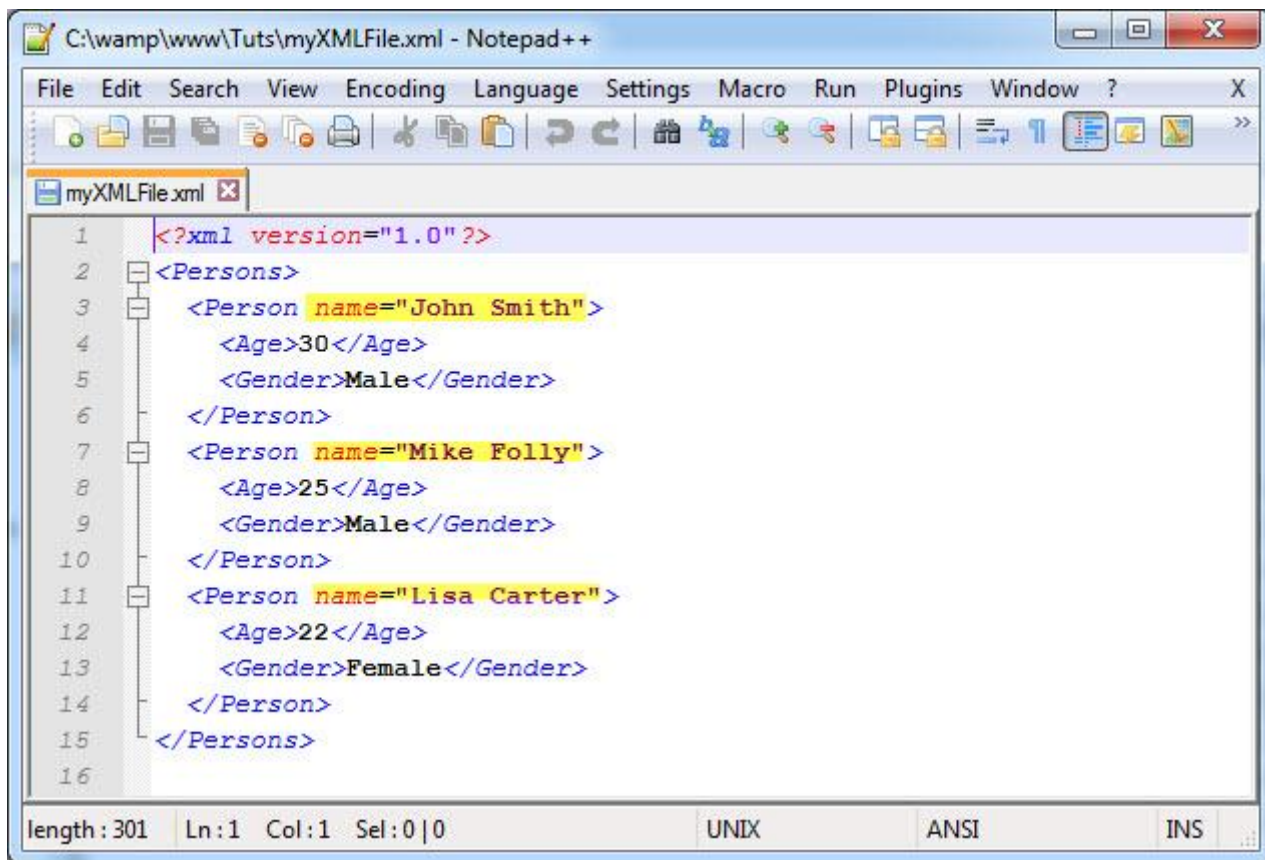 C:\wamp\www\Tuts\myXMLFile.xml - Notepad++
File Edit Search View Encoding Language Settings Macro Run Plugins Window ? X
myXMLFile.xml
1 <?xml version="1.0"?>
2 <Persons>
3 <Person name="John Smith">
4 <Age>30</Age>
5 <Gender>Male</Gender>
6 </Person>
7 <Person name="Mike Folly">
8 <Age>25</Age>
9 <Gender>Male</Gender>
10 </Person>
11 <Person name="Lisa Carter">
12 <Age>22</Age>
13 <Gender>Female</Gender>
14 </Person>
15 </Persons>
16
length : 301 Ln : 1 Col : 1 Sel : 0 | 0 UNIX ANSI INS